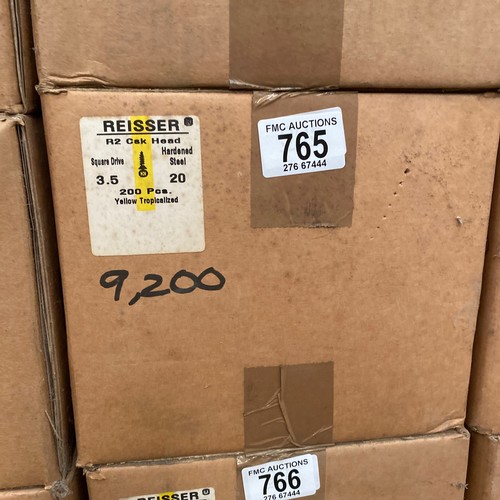 REISSER
R2 Csk Head
Square Drive
Hardened
Steel
3.5
20
200 Pcs.
Yellow Tropicalized
FMC AUCTIONS
765
276 67444
9,200
FMC AUCTIONS
766
276 67444
REISSER